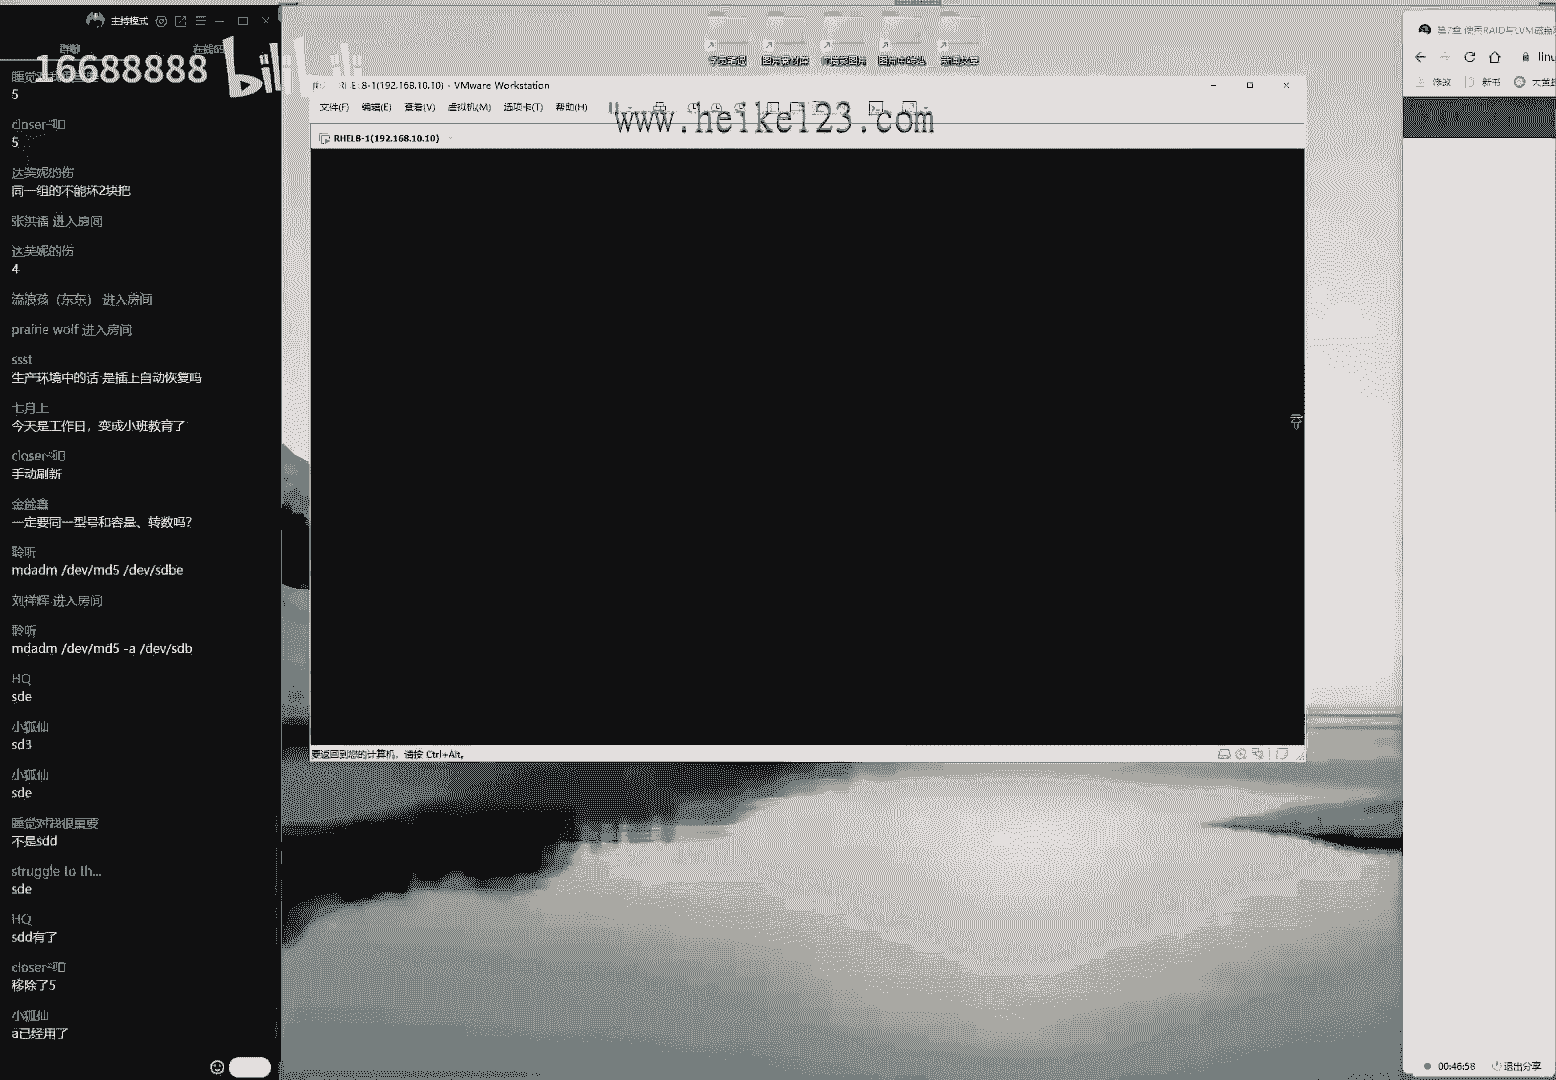 主持模式
16688888
bilibili
5
closer-叩
5
达芙妮的伤
同一组的不能坏2块把
张洪福 进入房间
达芙妮的伤
4
流浪孩（东东） 进入房间
prairie wolf 进入房间
ssst
生产环境中的话 是插上自动恢复吗
七月上
今天是工作日，变成小班教育了
closer-叩
手动刷新
一定要同一型号和容量、转数吗？
聆听
mdadm /dev/md5 /dev/sdbe
刘祥辉 进入房间
聆听
mdadm /dev/md5 -a /dev/sdb
HQ
sde
小狐仙
sd3
小狐仙
sde
睡觉对我很重要
不是sdd
struggle to th...
sde
HQ
sdd有了
closer-叩
移除了5
小狐仙
a已经用了
RHEL8-1(192.168.10.10) - VMware Workstation
文件(F) 编辑(E) 查看(V) 虚拟机(M) 选项卡(T) 帮助(H)
www.heike123.com
RHEL8-1(192.168.10.10)
要返回到您的计算机，请按 Ctrl+Alt。
第7章 使用RAID与LVM磁盘
linu
修改 新书
00:46:58 退出分享